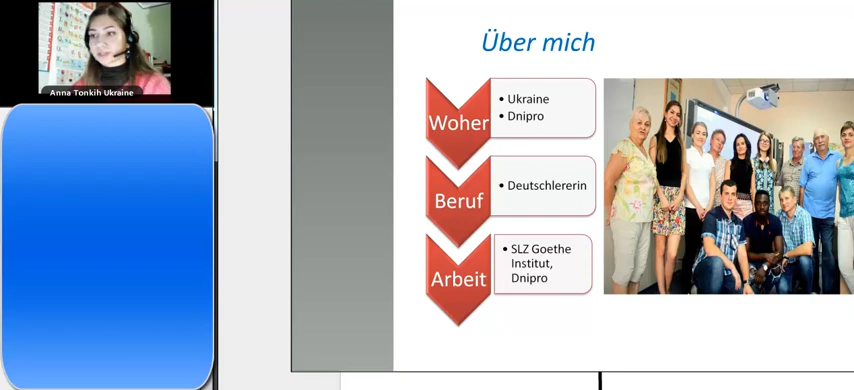 Anna Tonkih Ukraine
Über mich
Woher
• Ukraine
• Dnipro
Beruf
• Deutschlererin
Arbeit
• SLZ Goethe
Institut,
Dnipro